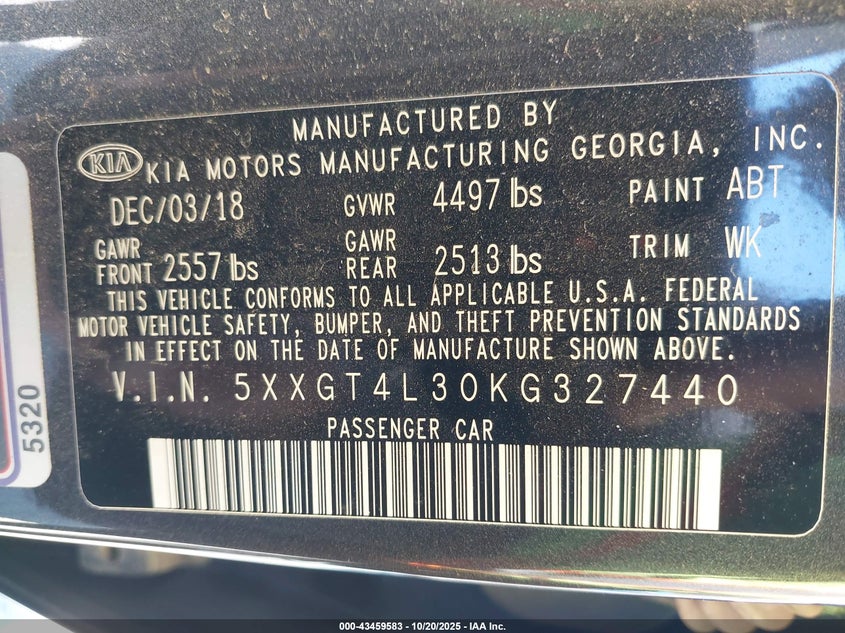 MANUFACTURED BY
KIA KIA MOTORS MANUFACTURING GEORGIA, INC.
DEC/03/18 GVWR 4497 lbs PAINT ABT
GAWR FRONT 2557 lbs GAWR REAR 2513 lbs TRIM WK
THIS VEHICLE CONFORMS TO ALL APPLICABLE U.S.A. FEDERAL
MOTOR VEHICLE SAFETY, BUMPER, AND THEFT PREVENTION STANDARDS
IN EFFECT ON THE DATE OF MANUFACTURE SHOWN ABOVE.
V.I.N. 5XXGT4L30KG327440
PASSENGER CAR
5320
000-43459583 - 10/20/2025 - IAA Inc.